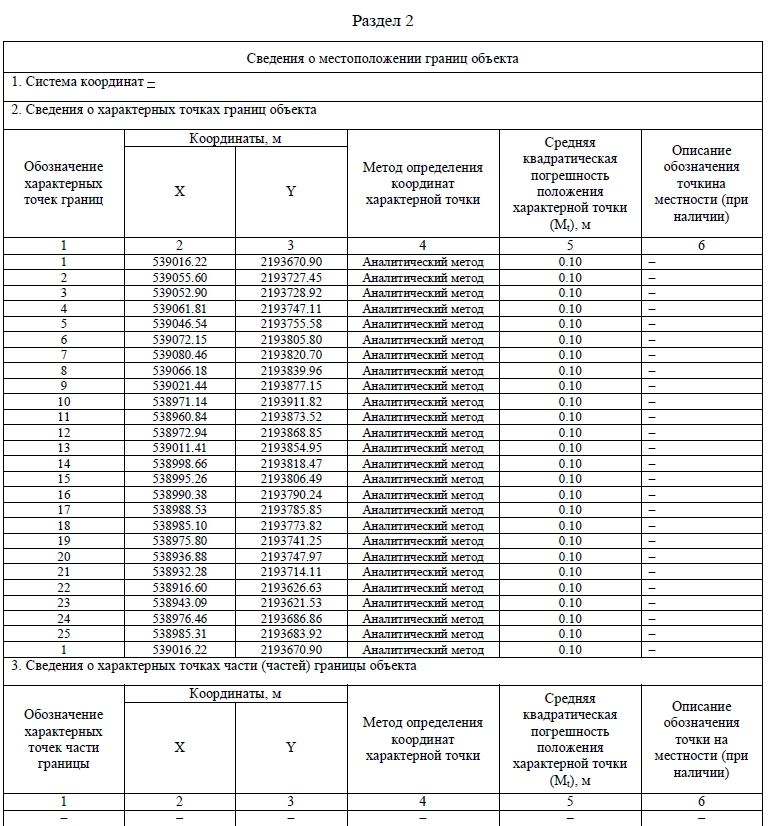 Раздел 2
Сведения о местоположении границ объекта
1. Система координат –
2. Сведения о характерных точках границ объекта
Обозначение характерных точек границ
Координаты, м
X
Y
Метод определения координат характерной точки
Средняя квадратическая погрешность положения характерной точки (Mt), м
Описание обозначения точкина местности (при наличии)
1 2 3 4 5 6
1 539016.22 2193670.90 Аналитический метод 0.10 –
2 539055.60 2193727.45 Аналитический метод 0.10 –
3 539052.90 2193728.92 Аналитический метод 0.10 –
4 539061.81 2193747.11 Аналитический метод 0.10 –
5 539046.54 2193755.58 Аналитический метод 0.10 –
6 539072.15 2193805.80 Аналитический метод 0.10 –
7 539080.46 2193820.70 Аналитический метод 0.10 –
8 539066.18 2193839.96 Аналитический метод 0.10 –
9 539021.44 2193877.15 Аналитический метод 0.10 –
10 538971.14 2193911.82 Аналитический метод 0.10 –
11 538960.84 2193873.52 Аналитический метод 0.10 –
12 538972.94 2193868.85 Аналитический метод 0.10 –
13 539011.41 2193854.95 Аналитический метод 0.10 –
14 538998.66 2193818.47 Аналитический метод 0.10 –
15 538995.26 2193806.49 Аналитический метод 0.10 –
16 538990.38 2193790.24 Аналитический метод 0.10 –
17 538988.53 2193785.85 Аналитический метод 0.10 –
18 538985.10 2193773.82 Аналитический метод 0.10 –
19 538975.80 2193741.25 Аналитический метод 0.10 –
20 538936.88 2193747.97 Аналитический метод 0.10 –
21 538932.28 2193714.11 Аналитический метод 0.10 –
22 538916.60 2193626.63 Аналитический метод 0.10 –
23 538943.09 2193621.53 Аналитический метод 0.10 –
24 538976.46 2193686.86 Аналитический метод 0.10 –
25 538985.31 2193683.92 Аналитический метод 0.10 –
1 539016.22 2193670.90 Аналитический метод 0.10 –
3. Сведения о характерных точках части (частей) границы объекта
Обозначение характерных точек части границы
Координаты, м
X
Y
Метод определения координат характерной точки
Средняя квадратическая погрешность положения характерной точки (Mt), м
Описание обозначения точки на местности (при наличии)
1 2 3 4 5 6
– – – – – –